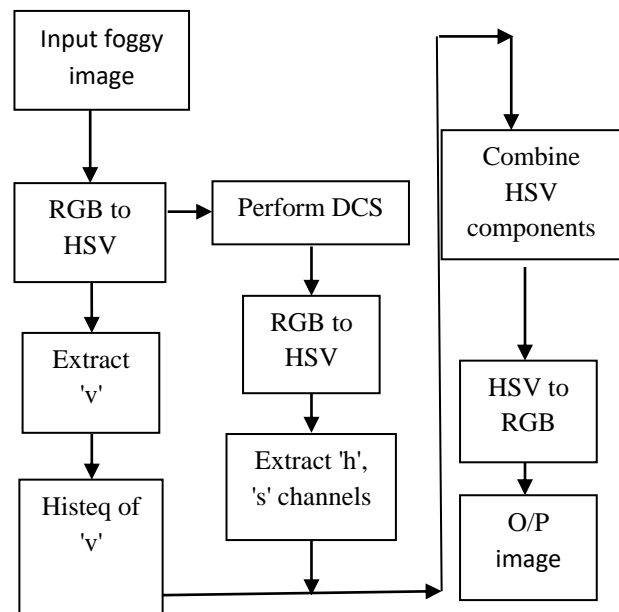 Input foggy
image
RGB to
HSV
Extract
'v'
Histeq of
'v'
Perform DCS
RGB to
HSV
Extract 'h',
's' channels
Combine
HSV
components
HSV to
RGB
O/P
image